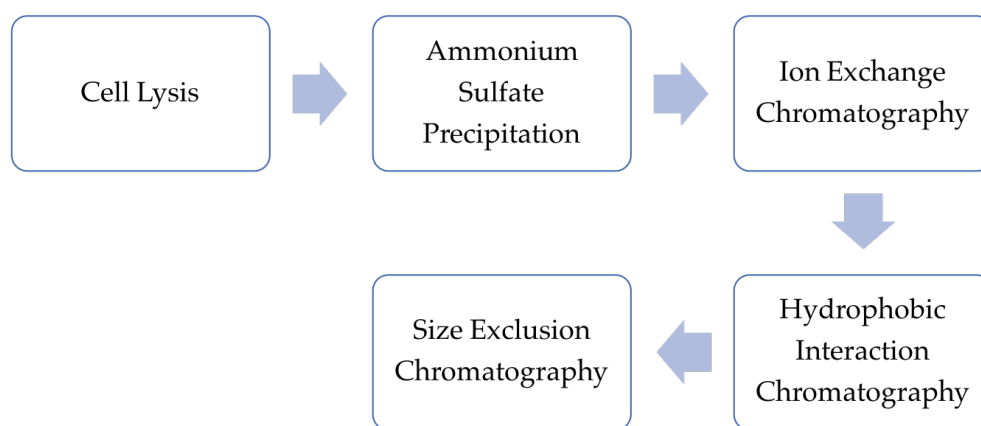 Cell Lysis
Ammonium
Sulfate
Precipitation
Ion Exchange
Chromatography
Hydrophobic
Interaction
Chromatography
Size Exclusion
Chromatography